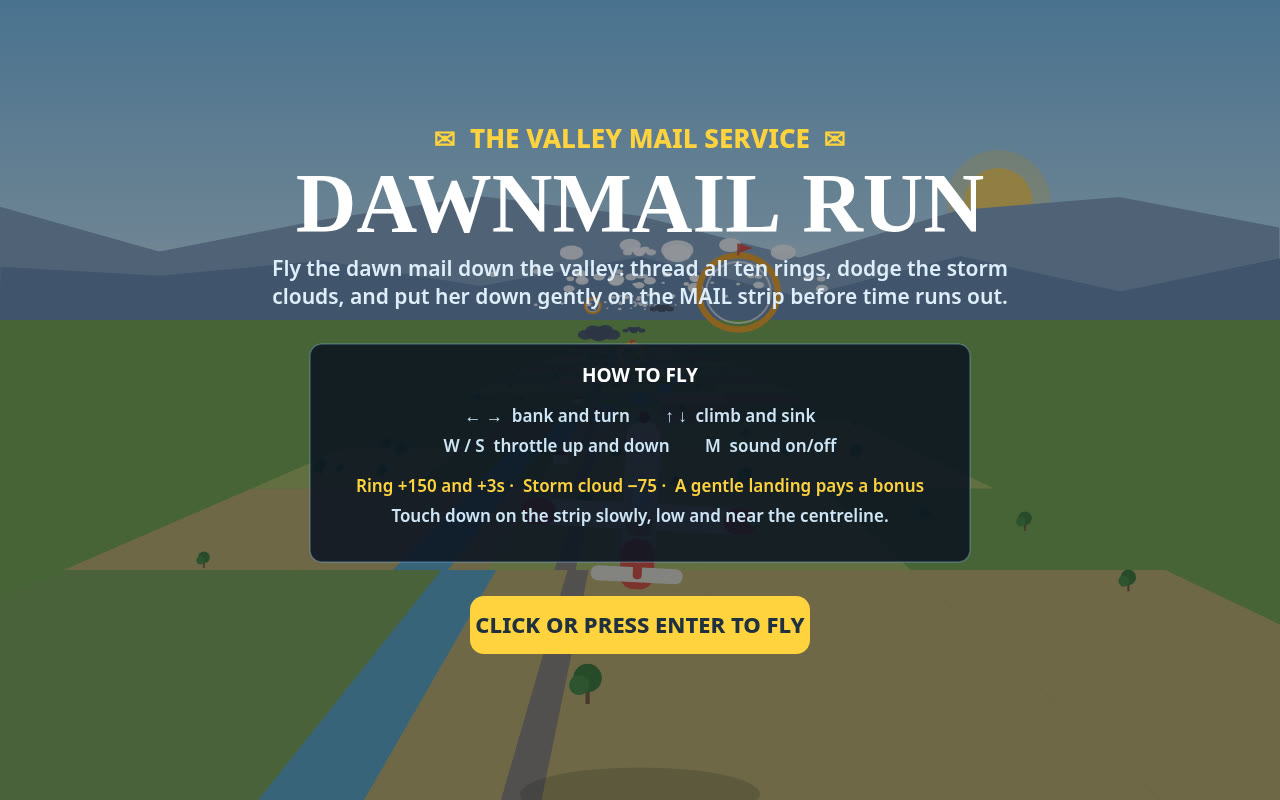 ✉ THE VALLEY MAIL SERVICE ✉
DAWNMAIL RUN
Fly the dawn mail down the valley: thread all ten rings, dodge the storm
clouds, and put her down gently on the MAIL strip before time runs out.
HOW TO FLY
← → bank and turn ↑ ↓ climb and sink
W / S throttle up and down M sound on/off
Ring +150 and +3s · Storm cloud −75 · A gentle landing pays a bonus
Touch down on the strip slowly, low and near the centreline.
CLICK OR PRESS ENTER TO FLY